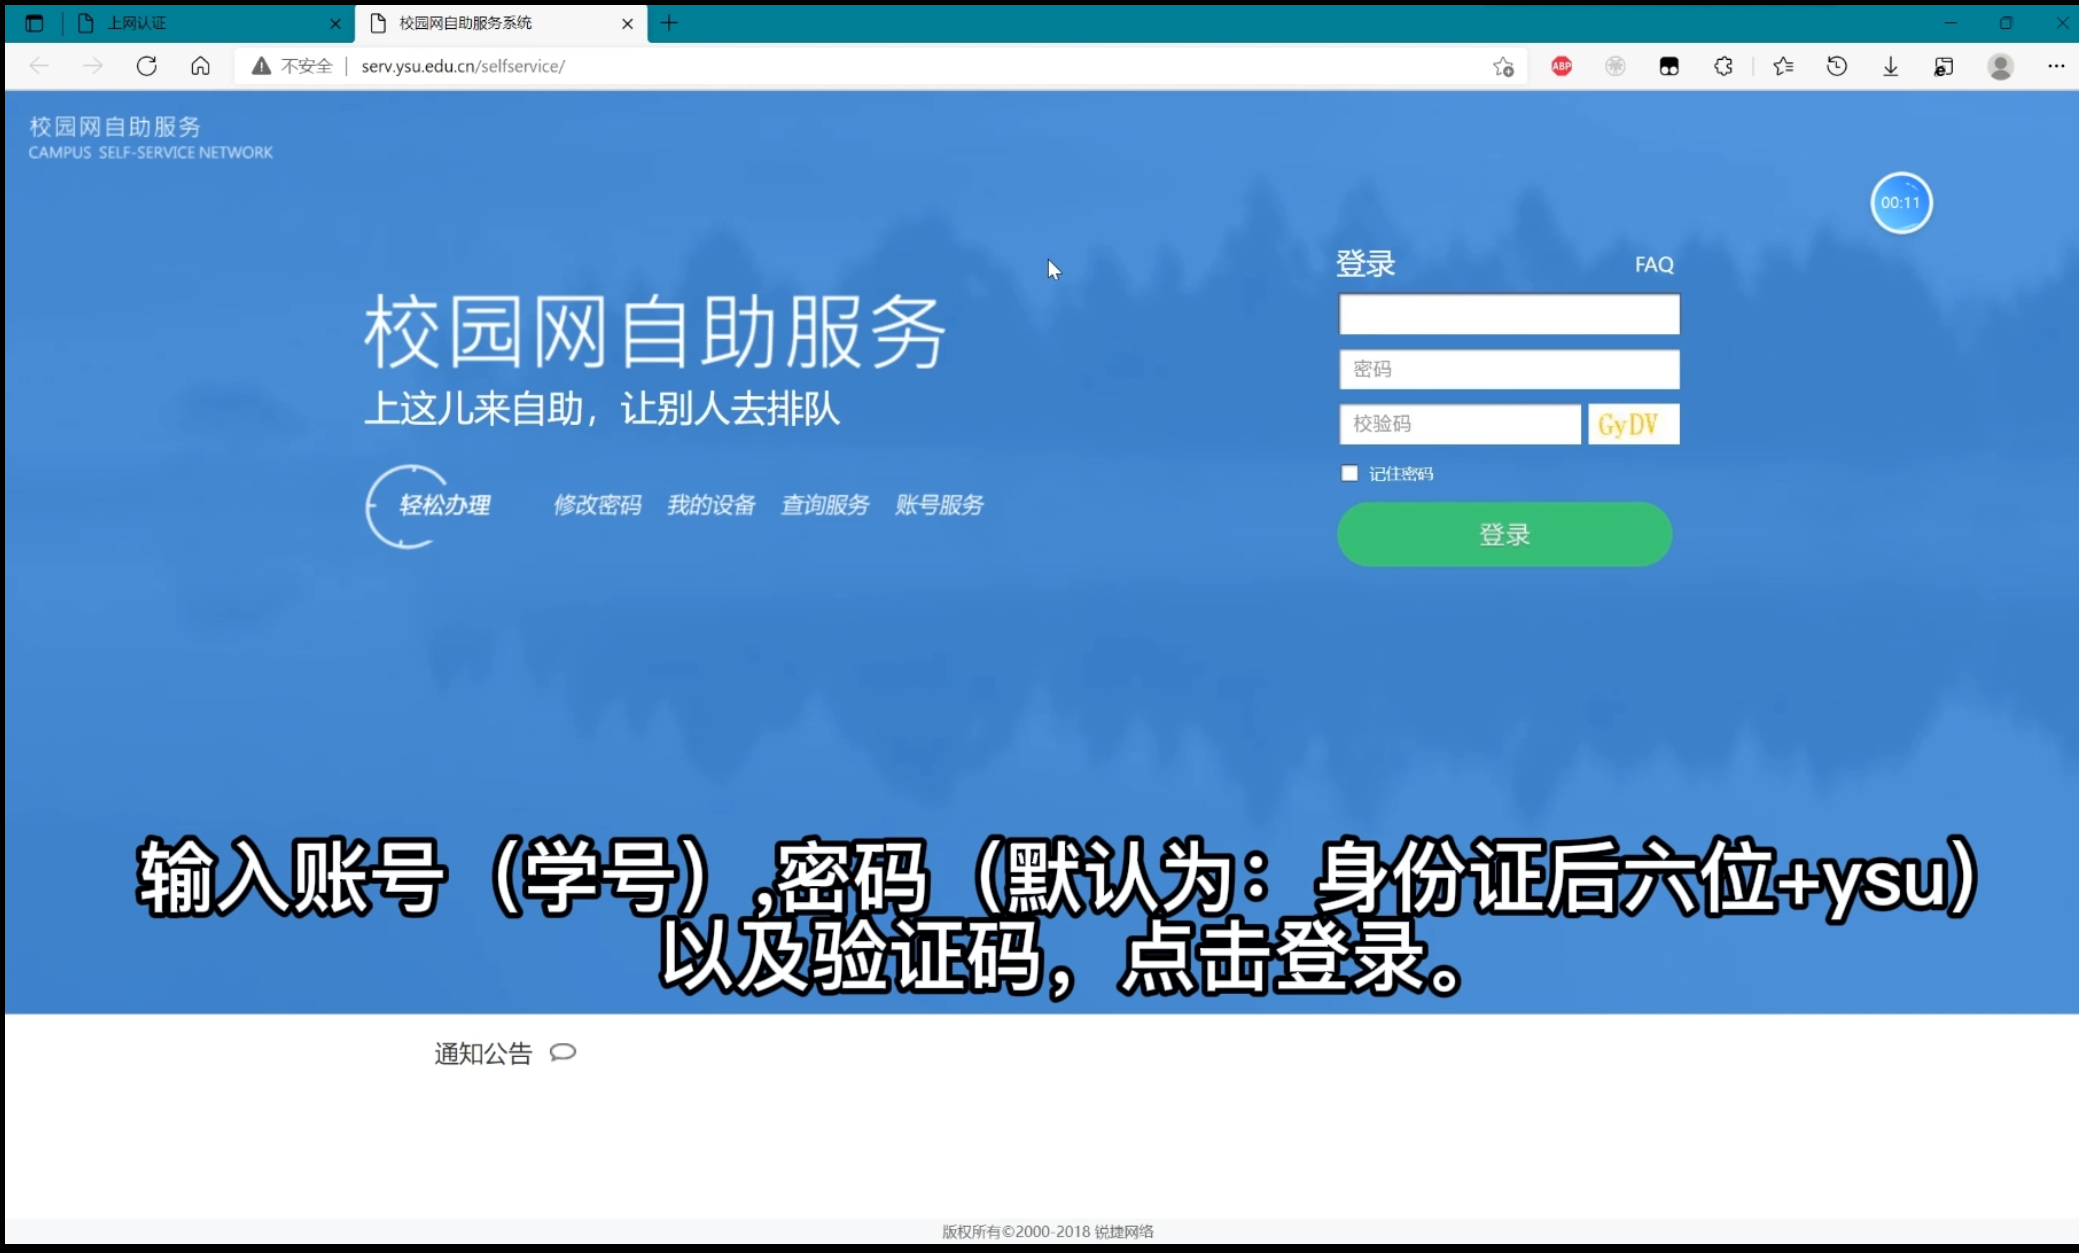 上网认证
校园网自助服务系统
不安全
serv.ysu.edu.cn/selfservice/
ABP
校园网自助服务
CAMPUS SELF-SERVICE NETWORK
00:11
登录
FAQ
校园网自助服务
上这儿来自助，让别人去排队
密码
校验码
GyDV
记住密码
轻松办理 修改密码 我的设备 查询服务 账号服务
登录
输入账号（学号）,密码（默认为：身份证后六位+ysu）
以及验证码，点击登录。
通知公告
版权所有©2000-2018 锐捷网络